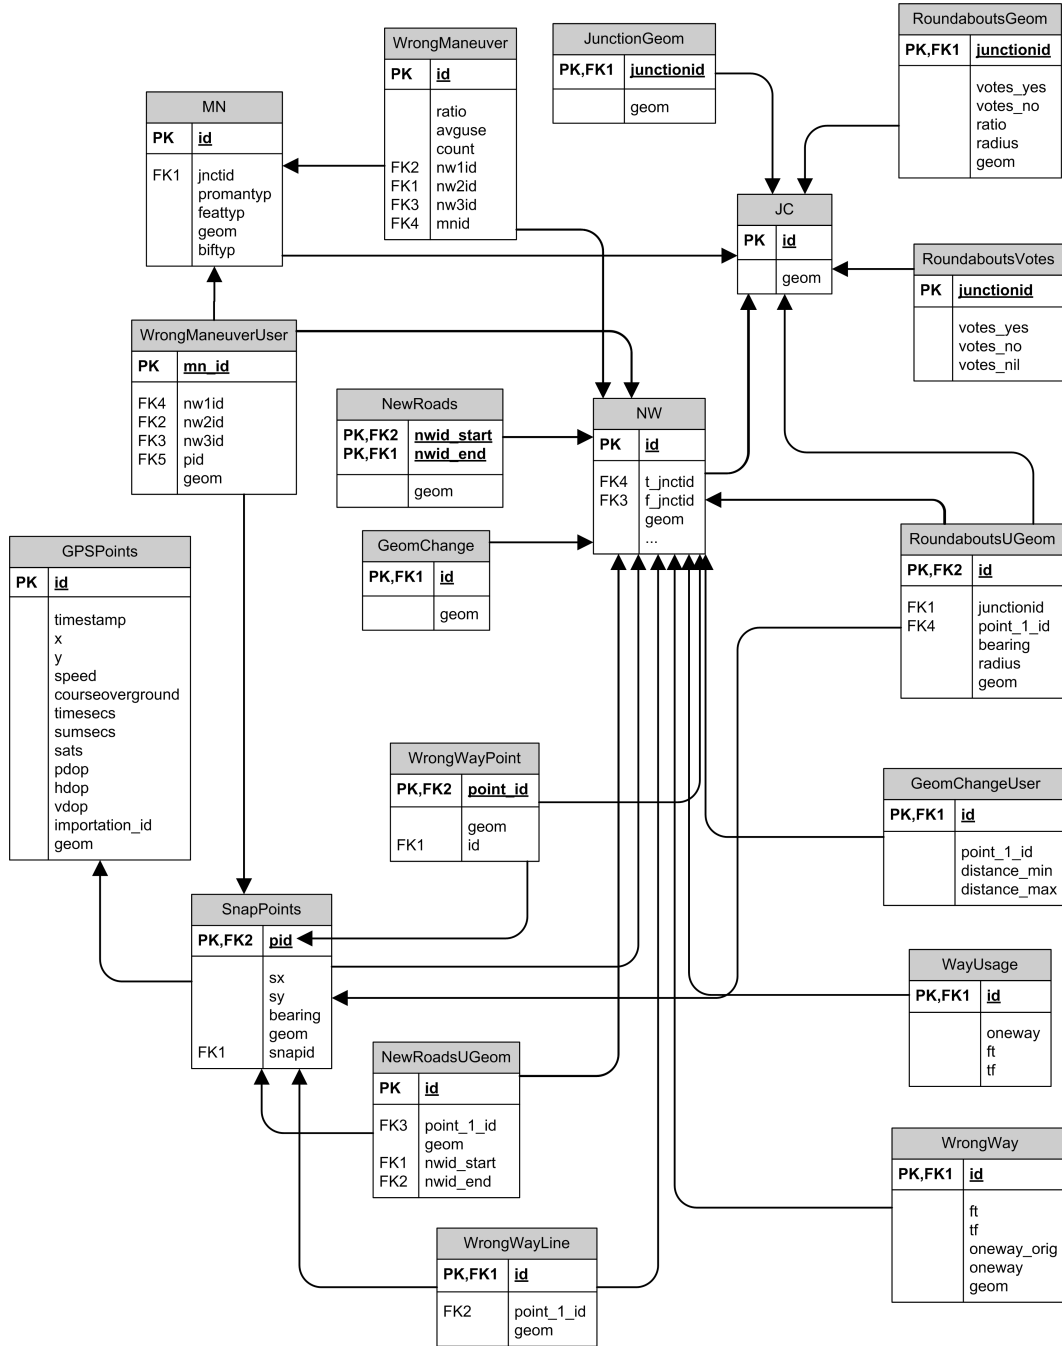 WrongManeuver
PK id
ratio
avguse
count
FK2 nw1id
FK1 nw2id
FK3 nw3id
FK4 mnid
JunctionGeom
PK,FK1 junctionid
geom
RoundaboutsGeom
PK,FK1 junctionid
votes_yes
votes_no
ratio
radius
geom
MN
PK id
FK1 jnctid
promantyp
feattyp
geom
biftyp
JC
PK id
geom
RoundaboutsVotes
PK junctionid
votes_yes
votes_no
votes_nil
WrongManeuverUser
PK mn_id
FK4 nw1id
FK2 nw2id
FK3 nw3id
FK5 pid
geom
NewRoads
PK,FK2 nwid_start
PK,FK1 nwid_end
geom
NW
PK id
FK4 t_jnctid
FK3 f_jnctid
geom
...
GeomChange
PK,FK1 id
geom
RoundaboutsUGeom
PK,FK2 id
FK1 junctionid
FK4 point_1_id
bearing
radius
geom
GPSPoints
PK id
timestamp
x
y
speed
courseoverground
timesecs
sumsecs
sats
pdop
hdop
vdop
importation_id
geom
WrongWayPoint
PK,FK2 point_id
geom
FK1 id
GeomChangeUser
PK,FK1 id
point_1_id
distance_min
distance_max
SnapPoints
PK,FK2 pid
sx
sy
bearing
geom
FK1 snapid
WayUsage
PK,FK1 id
oneway
ft
tf
NewRoadsUGeom
PK id
FK3 point_1_id
geom
FK1 nwid_start
FK2 nwid_end
WrongWay
PK,FK1 id
ft
tf
oneway_orig
oneway
geom
WrongWayLine
PK,FK1 id
FK2 point_1_id
geom